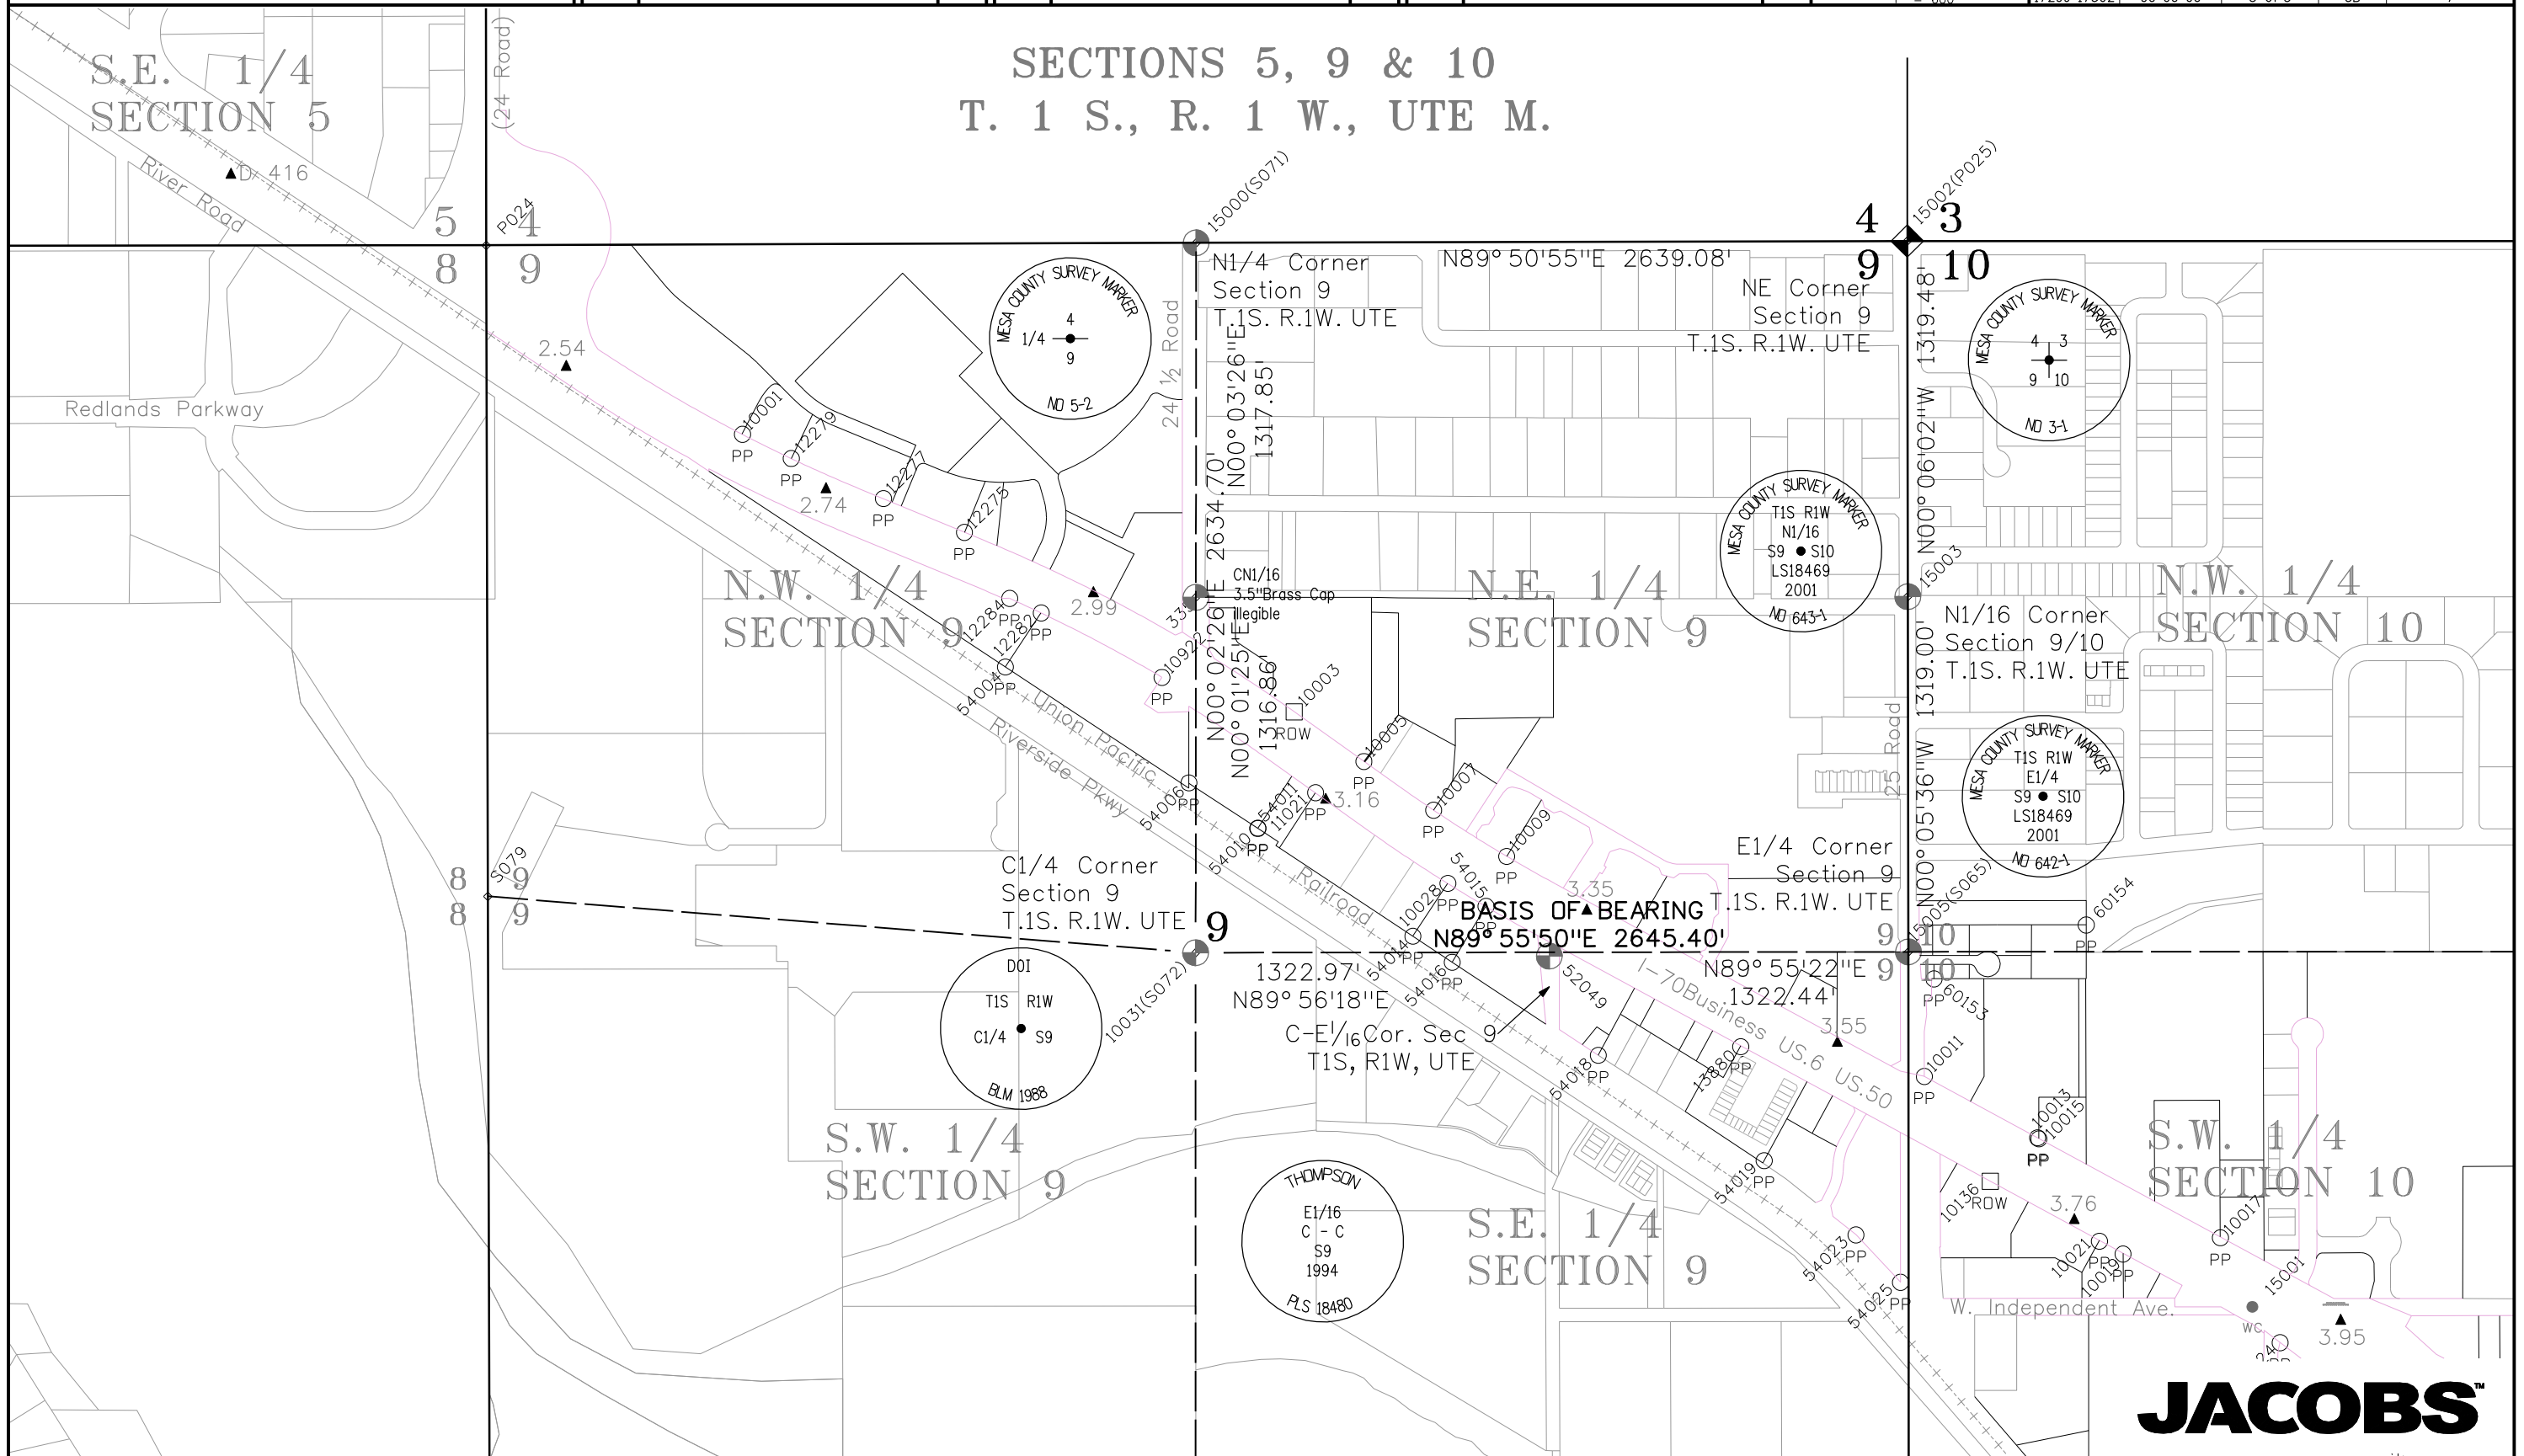 SECTIONS 5, 9 & 10
T. 1 S., R. 1 W., UTE M.
S.E. 1/4
SECTION 5
(24 Road)
D 416
River Road
P024
5 4
8 9
15000(S071)
15002(P025)
4 3
9 10
N1/4 Corner
Section 9
T.1S. R.1W. UTE
N89°50'55"E 2639.08'
NE Corner
Section 9
T.1S. R.1W. UTE
MESA COUNTY SURVEY MARKER
4
1/4
9
NO 5-2
MESA COUNTY SURVEY MARKER
4 3
9 10
NO 3-1
24 ½ Road
N00°03'26"E
1317.85'
N00°06'02"W 1319.48'
2.54
Redlands Parkway
10001
PP
12279
PP
2.74
12277
PP
12275
PP
MESA COUNTY SURVEY MARKER
T1S R1W
N1/16
S9 S10
LS18469
2001
NO 643-1
15003
N.W. 1/4
SECTION 9
2.99
12284
PP
12282
PP
CN1/16
3.5"Brass Cap
Illegible
N00°02'26"E 2634.70'
N00°01'25"E
1316.86'
N.E. 1/4
SECTION 9
N1/16 Corner
Section 9/10
T.1S. R.1W. UTE
N.W. 1/4
SECTION 10
10922
PP
54004
PP
10003
ROW
Union Pacific
Riverside Pkwy
10005
PP
25 Road
N00°05'36"W 1319.00'
MESA COUNTY SURVEY MARKER
T1S R1W
E1/4
S9 S10
LS18469
2001
NO 642-1
54006
PP
54011
11021
PP
3.16
10007
PP
54010
PP
10009
PP
S079
8 9
8 9
C1/4 Corner
Section 9
T.1S. R.1W. UTE
9
Railroad
10028
PP
54015
PP
3.35
BASIS OF BEARING
N89°55'50"E 2645.40'
E1/4 Corner
Section 9
T.1S. R.1W. UTE
15005(S065)
9 10
9 10
60154
PP
60153
PP
54014
PP
54016
PP
1322.97'
N89°56'18"E
52049
N89°55'22"E
1322.44'
I-70Business US.6 US.50
3.55
C-E1/16Cor. Sec 9
T1S, R1W, UTE
10031(S072)
DOI
T1S R1W
C1/4 S9
BLM 1988
54018
PP
13880
PP
10011
PP
10013
10015
PP
S.W. 1/4
SECTION 9
THOMPSON
E1/16
C - C
S9
1994
PLS 18480
S.E. 1/4
SECTION 9
54019
PP
S.W. 1/4
SECTION 10
10136
ROW
3.76
10017
PP
10021
PP
10019
PP
54023
PP
54025
PP
15001
WC
W. Independent Ave.
3.95
JACOBS™